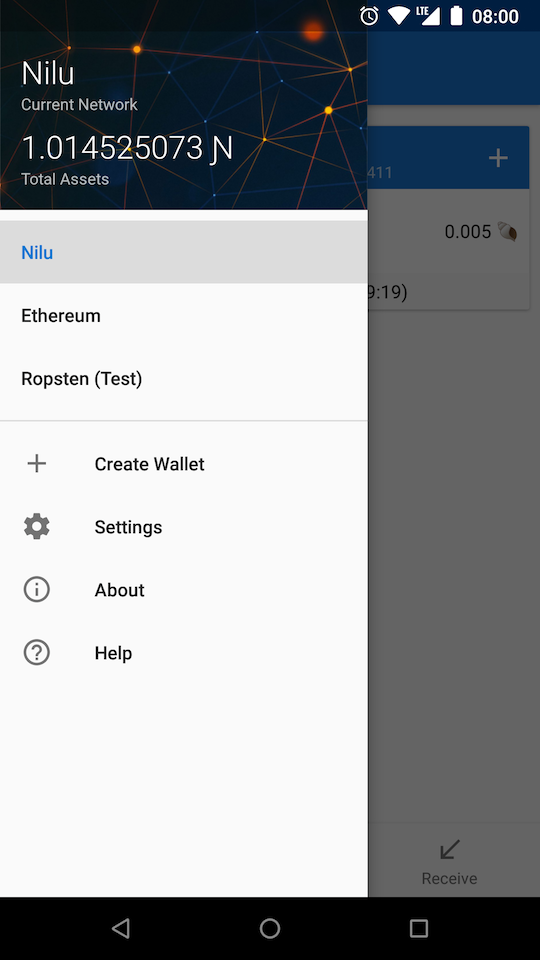 LTE 08:00
Nilu
Current Network
1.014525073 Ɲ
Total Assets
411
0.005
9:19)
Nilu
Ethereum
Ropsten (Test)
Create Wallet
Settings
About
Help
Receive